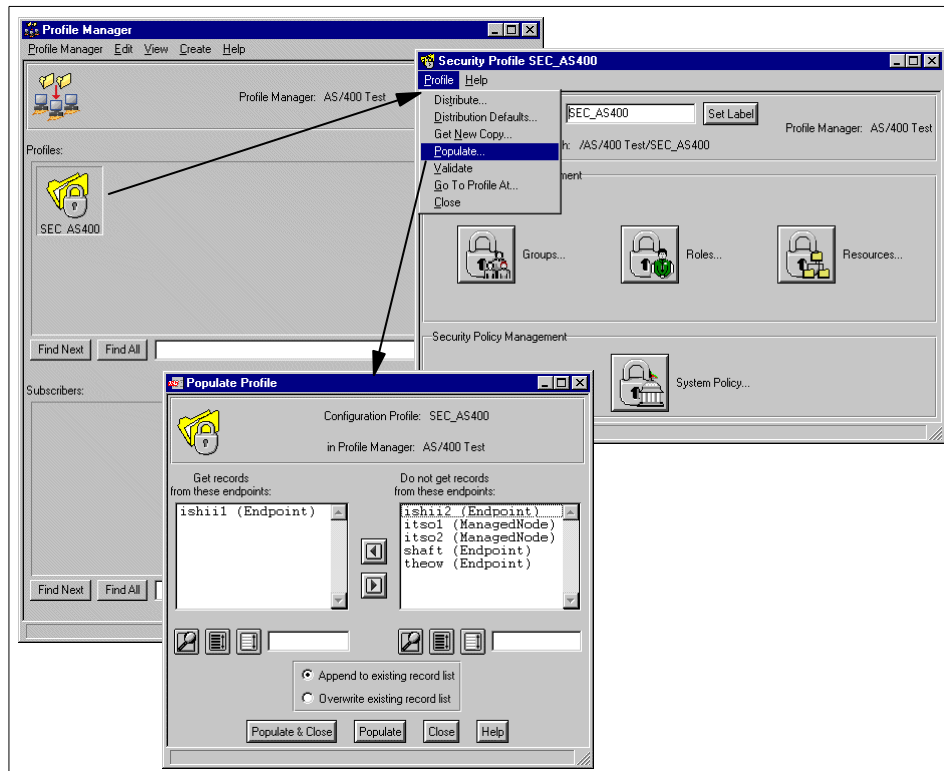 Profile Manager
Profile Manager Edit View Create Help
Profile Manager: AS/400 Test
Profiles:
SEC_AS400
Find Next Find All
Subscribers:
Find Next Find All
Security Profile SEC_AS400
Profile Help
Distribute...
Distribution Defaults...
Get New Copy...
Populate...
Validate
Go To Profile At...
Close
SEC_AS400 Set Label
Profile Manager: AS/400 Test
h: /AS/400 Test/SEC_AS400
ment
Groups... Roles... Resources...
Security Policy Management
System Policy...
Populate Profile
Configuration Profile: SEC_AS400
in Profile Manager: AS/400 Test
Get records
from these endpoints:
ishii1 (Endpoint)
Do not get records
from these endpoints:
ishii2 (Endpoint)
itso1 (ManagedNode)
itso2 (ManagedNode)
shaft (Endpoint)
theow (Endpoint)
Append to existing record list
Overwrite existing record list
Populate & Close Populate Close Help